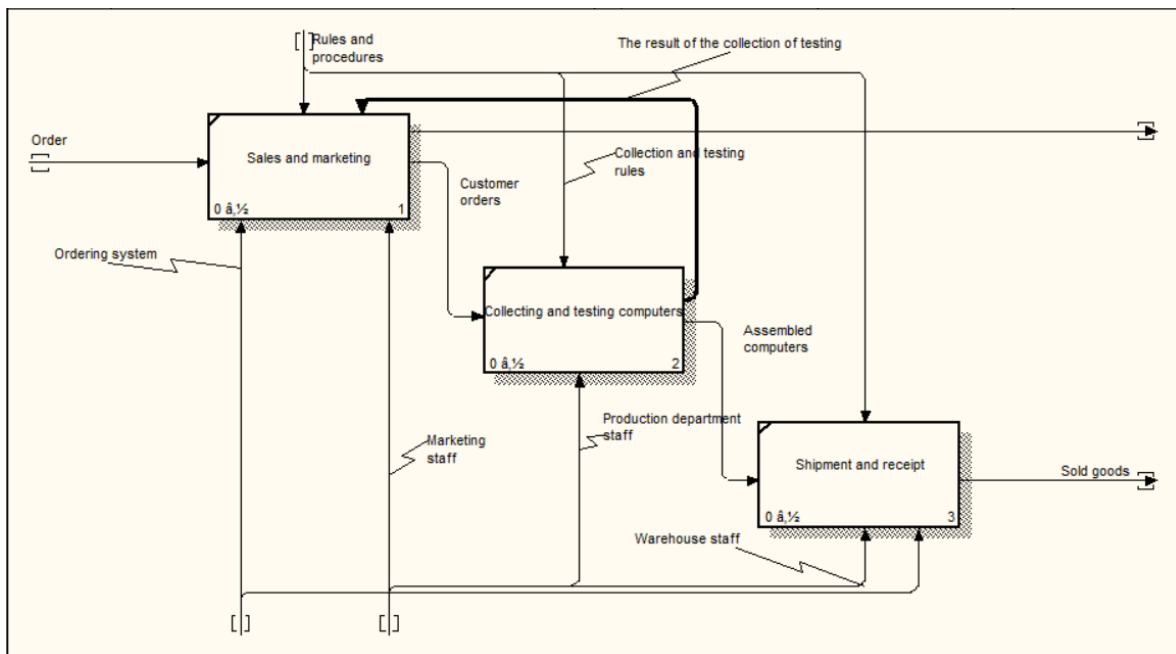 Rules and
procedures
The result of the collection of testing
Order
Sales and marketing
0 â‚½
1
Collection and testing
rules
Customer
orders
Ordering system
Collecting and testing computers
0 â‚½
2
Assembled
computers
Production department
staff
Marketing
staff
Shipment and receipt
0 â‚½
3
Sold goods
Warehouse staff